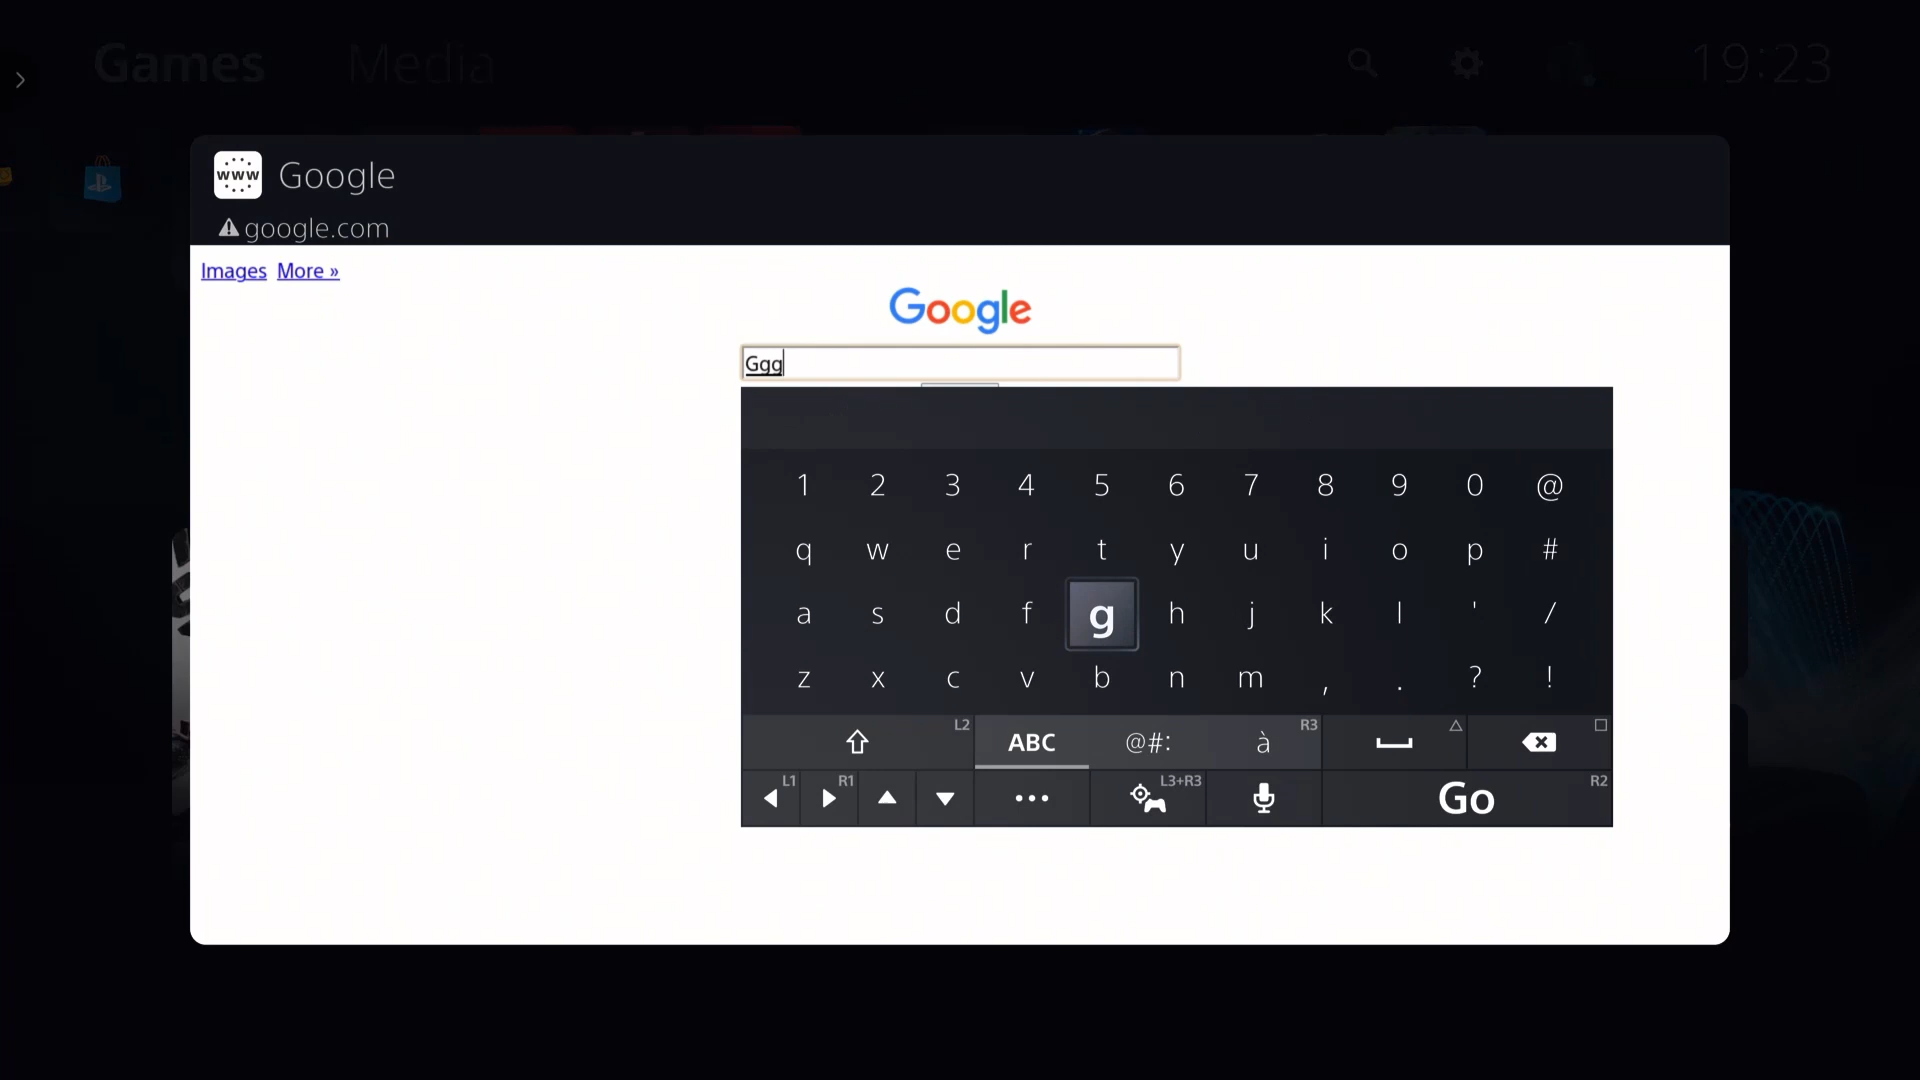 Games Media 19:23
www Google
google.com
Images More »
Google
Ggg
1 2 3 4 5 6 7 8 9 0 @
q w e r t y u i o p #
a s d f g h j k l ' /
z x c v b n m , . ? !
L2 ABC @#: à R3
L1 R1 ••• L3+R3 Go R2